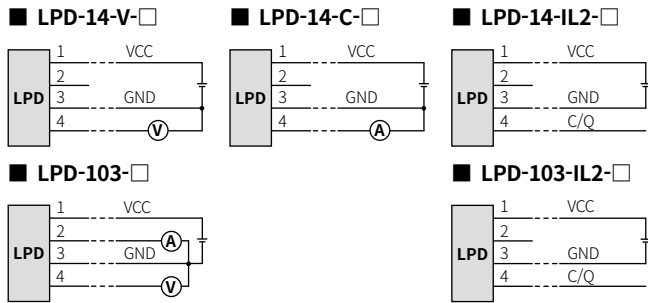 ■ LPD-14-V-□
1 VCC
2
LPD 3 GND
4 V
■ LPD-14-C-□
1 VCC
2
LPD 3 GND
4 A
■ LPD-14-IL2-□
1 VCC
2
LPD 3 GND
4 C/Q
■ LPD-103-□
1 VCC
2 A
LPD 3 GND
4 V
■ LPD-103-IL2-□
1 VCC
2
LPD 3 GND
4 C/Q